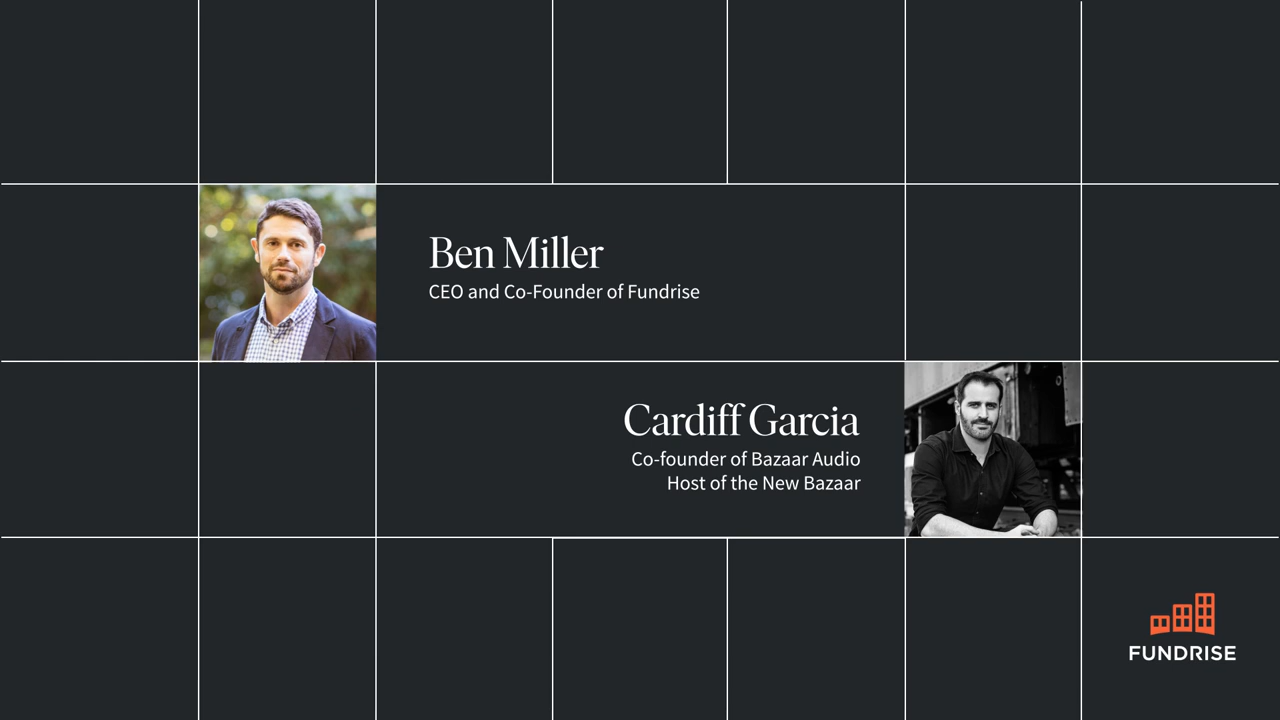 Ben Miller
CEO and Co-Founder of Fundrise
Cardiff Garcia
Co-founder of Bazaar Audio
Host of the New Bazaar
FUNDRISE